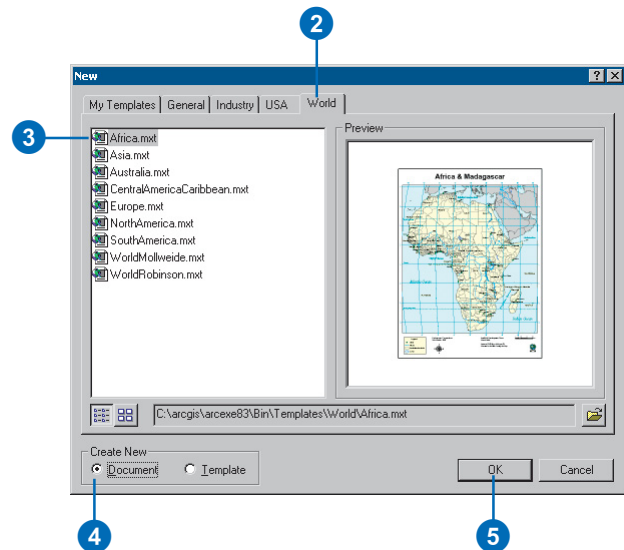 2
New
My Templates General Industry USA World
3
Africa.mxt
Asia.mxt
Australia.mxt
CentralAmericaCaribbean.mxt
Europe.mxt
NorthAmerica.mxt
SouthAmerica.mxt
WorldMollweide.mxt
WorldRobinson.mxt
Preview
Africa & Madagascar
C:\arcgis\arcexe83\Bin\Templates\World\Africa.mxt
Create New
Document Template
OK Cancel
4
5